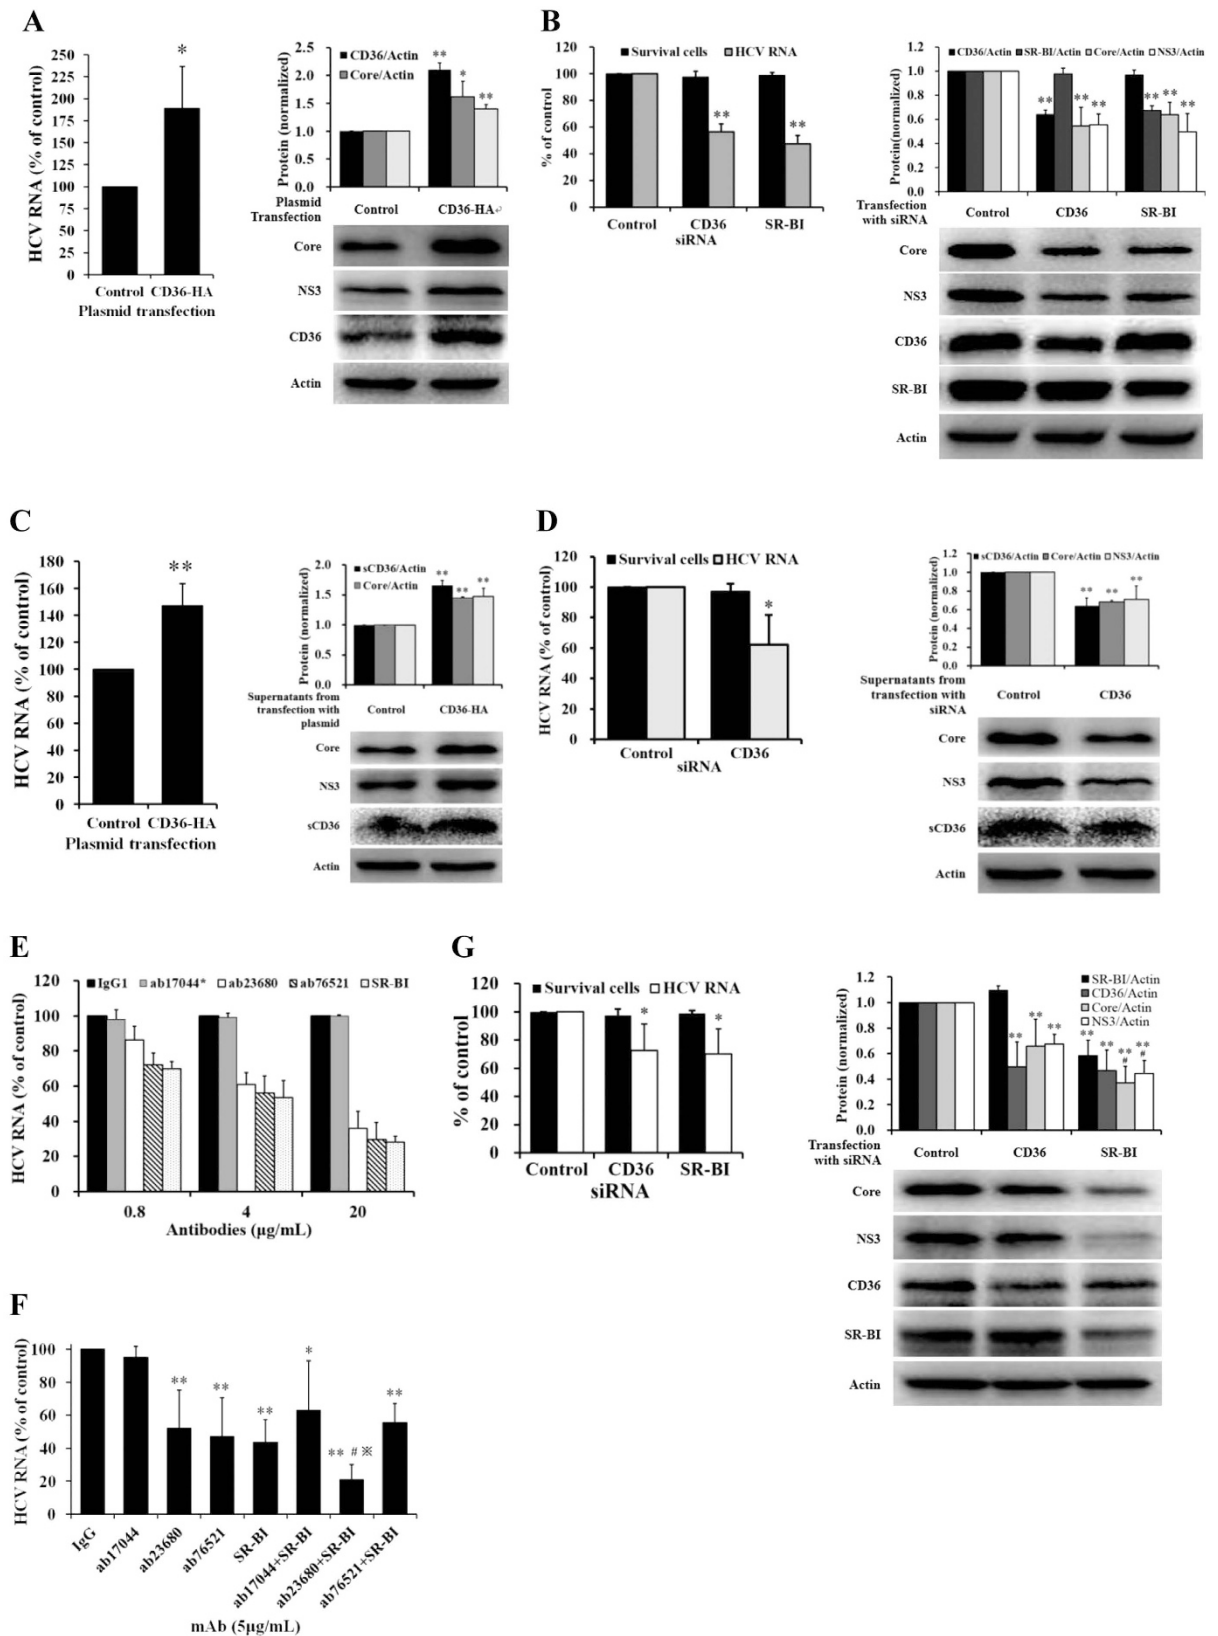 A
HCV RNA (% of control)
250
225
200
175
150
125
100
75
50
25
0
*
Control CD36-HA
Plasmid transfection
Protein (normalized)
2.5
2.0
1.5
1.0
0.5
0.0
CD36/Actin
Core/Actin
** * **
Plasmid
Transfection
Control CD36-HA
Core
NS3
CD36
Actin
B
% of control
120
100
80
60
40
20
0
Survival cells HCV RNA
** **
Control CD36 SR-BI
siRNA
Protein(normalized)
CD36/Actin SR-BI/Actin Core/Actin NS3/Actin
1.2
1.0
0.8
0.6
0.4
0.2
0.0
** ** ** ** ** **
Transfection
with siRNA
Control CD36 SR-BI
Core
NS3
CD36
SR-BI
Actin
C
HCV RNA (% of control)
180
160
140
120
100
80
60
40
20
0
**
Control CD36-HA
Plasmid transfection
Protein (normalized)
2.0
1.5
1.0
0.5
0.0
sCD36/Actin
Core/Actin
** ** **
Supernatants from
transfection with
plasmid
Control CD36-HA
Core
NS3
sCD36
Actin
D
HCV RNA (% of control)
120
100
80
60
40
20
0
Survival cells HCV RNA
*
Control CD36
siRNA
Protein (normalized)
sCD36/Actin Core/Actin NS3/Actin
1.2
1.0
0.8
0.6
0.4
0.2
0.0
** ** **
Supernatants from
transfection with
siRNA
Control CD36
Core
NS3
sCD36
Actin
E
HCV RNA (% of control)
IgG1 ab17044* ab23680 ab76521 SR-BI
120
100
80
60
40
20
0
0.8 4 20
Antibodies (μg/mL)
G
% of control
120
100
80
60
40
20
0
Survival cells HCV RNA
* *
Control CD36 SR-BI
siRNA
Protein (normalized)
1.2
1.0
0.8
0.6
0.4
0.2
0.0
SR-BI/Actin
CD36/Actin
Core/Actin
NS3/Actin
** ** ** ** ** ** **
# #
Transfection
with siRNA
Control CD36 SR-BI
Core
NS3
CD36
SR-BI
Actin
F
HCV RNA (% of control)
100
80
60
40
20
0
** ** ** * ** # ※ **
IgG ab17044 ab23680 ab76521 SR-BI ab17044+SR-BI ab23680+SR-BI ab76521+SR-BI
mAb (5μg/mL)